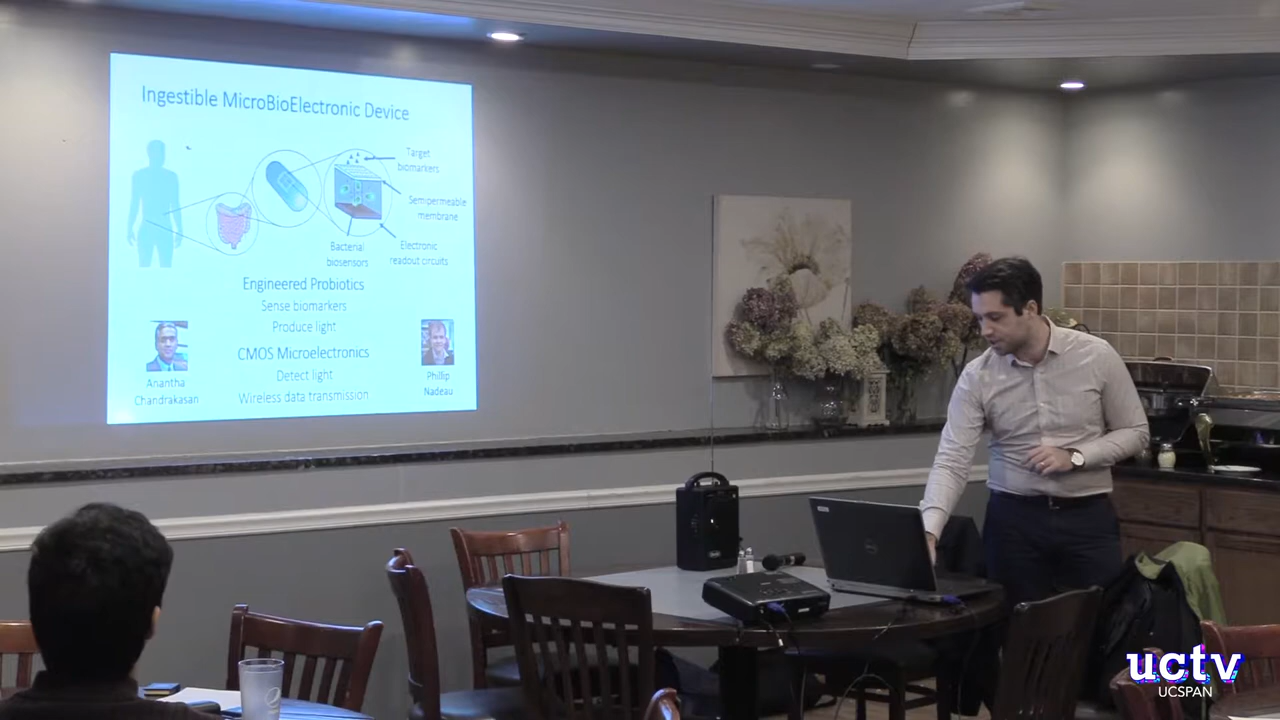 Ingestible MicroBioElectronic Device
Target
biomarkers
Semipermeable
membrane
Bacterial
biosensors
Electronic
readout circuits
Engineered Probiotics
Sense biomarkers
Produce light
CMOS Microelectronics
Detect light
Wireless data transmission
Anantha
Chandrakasan
Phillip
Nadeau
DELL
uctv
UCSPAN